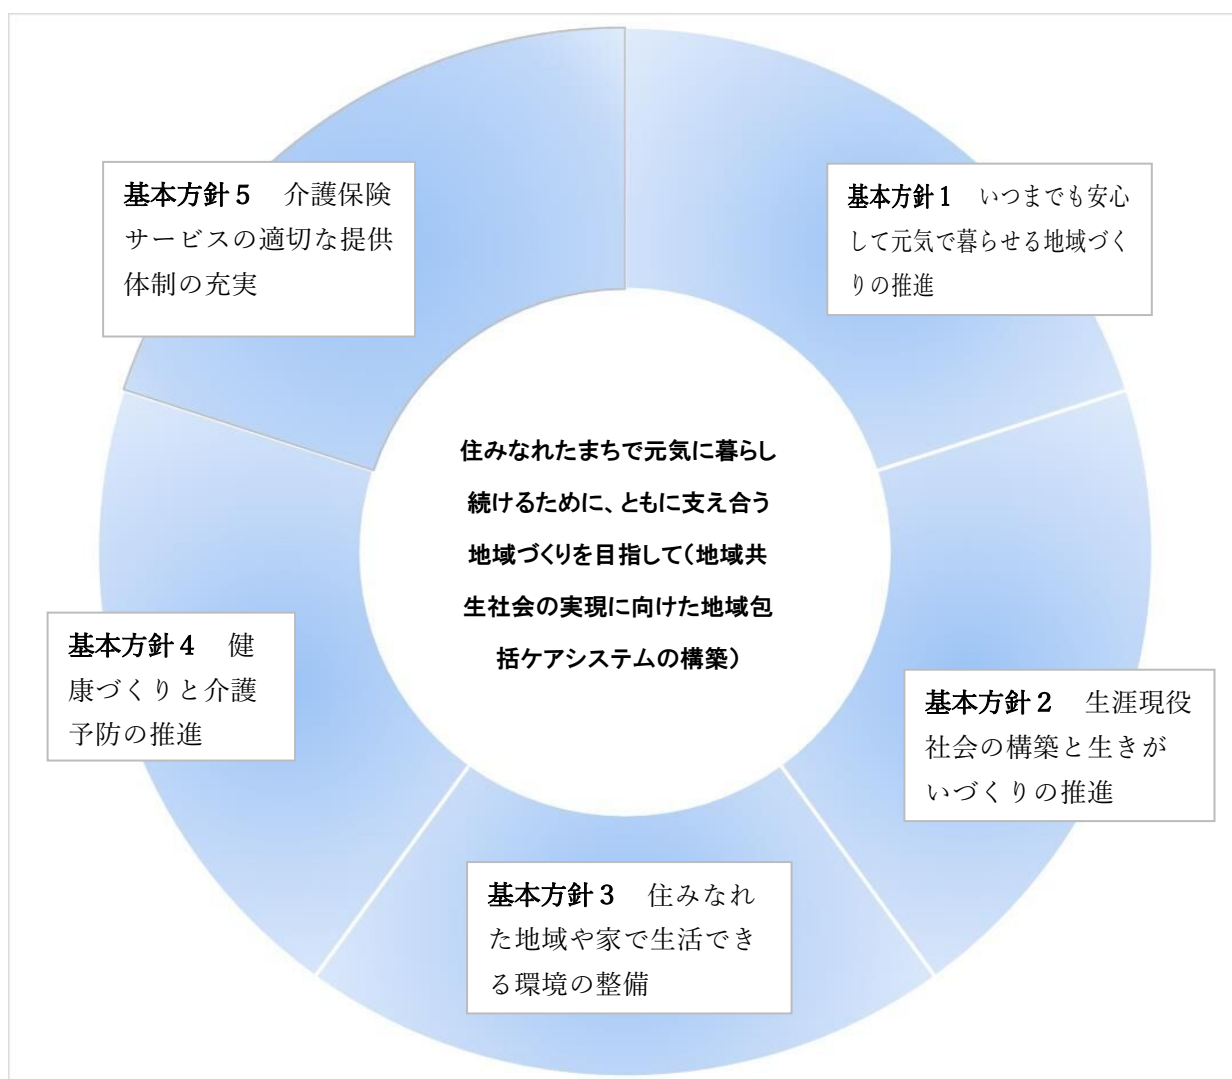 基本方針5　介護保険
サービスの適切な提供
体制の充実
基本方針1　いつまでも安心
して元気で暮らせる地域づく
りの推進
住みなれたまちで元気に暮らし
続けるために、ともに支え合う
地域づくりを目指して（地域共
生社会の実現に向けた地域包
括ケアシステムの構築）
基本方針4　健
康づくりと介護
予防の推進
基本方針2　生涯現役
社会の構築と生きが
いづくりの推進
基本方針3　住みなれ
た地域や家で生活でき
る環境の整備